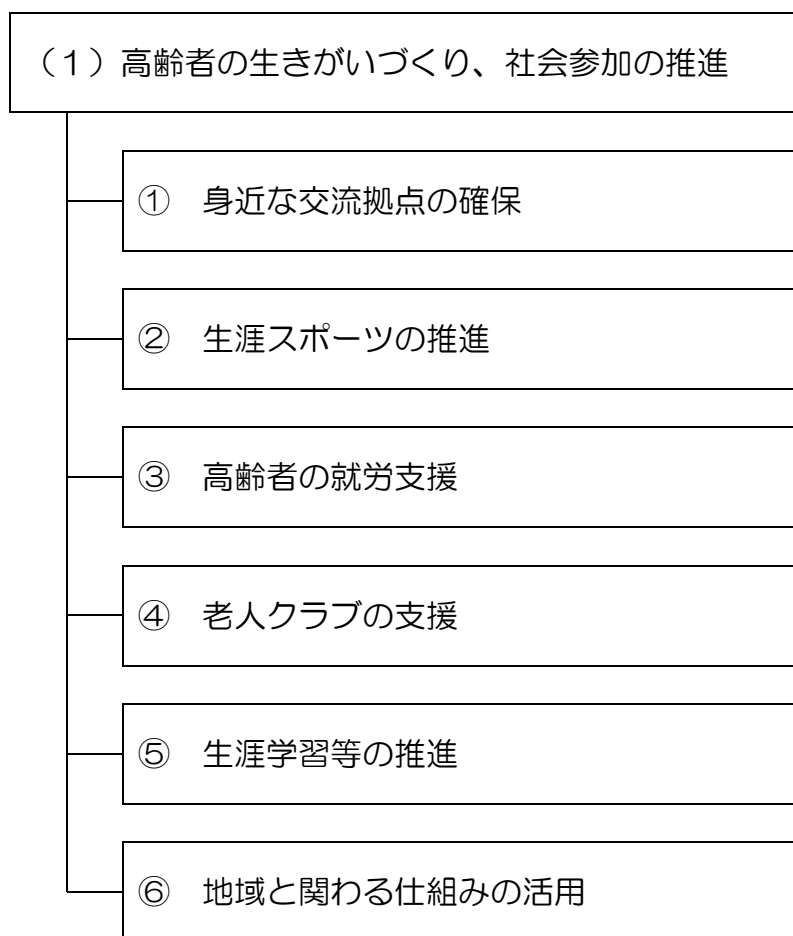 （１）高齢者の生きがいづくり、社会参加の推進
①　身近な交流拠点の確保
②　生涯スポーツの推進
③　高齢者の就労支援
④　老人クラブの支援
⑤　生涯学習等の推進
⑥　地域と関わる仕組みの活用